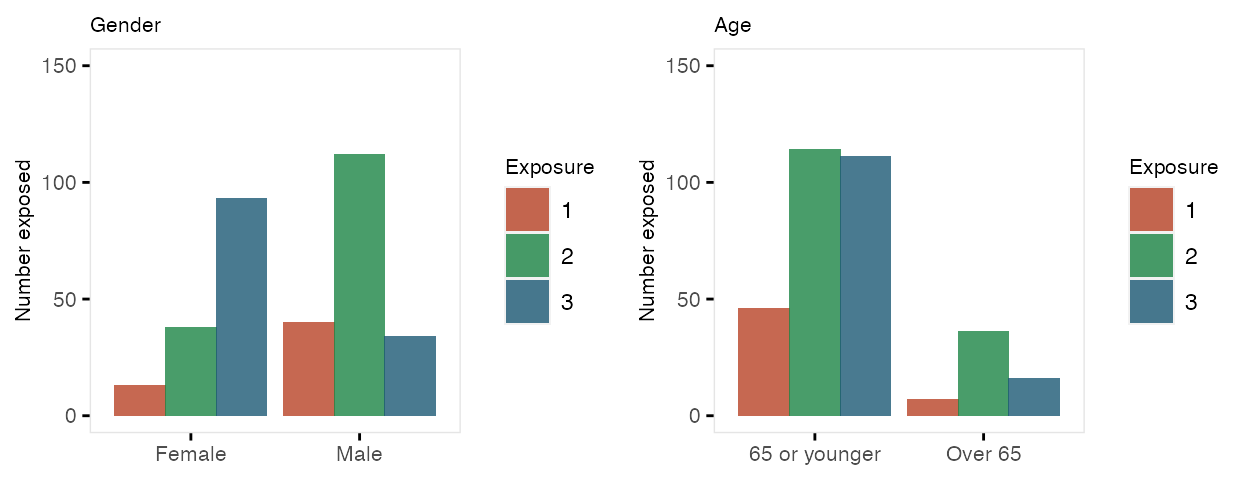 Gender
150
100
50
0
Number exposed
Female Male
Exposure
1
2
3
Age
150
100
50
0
Number exposed
65 or younger Over 65
Exposure
1
2
3